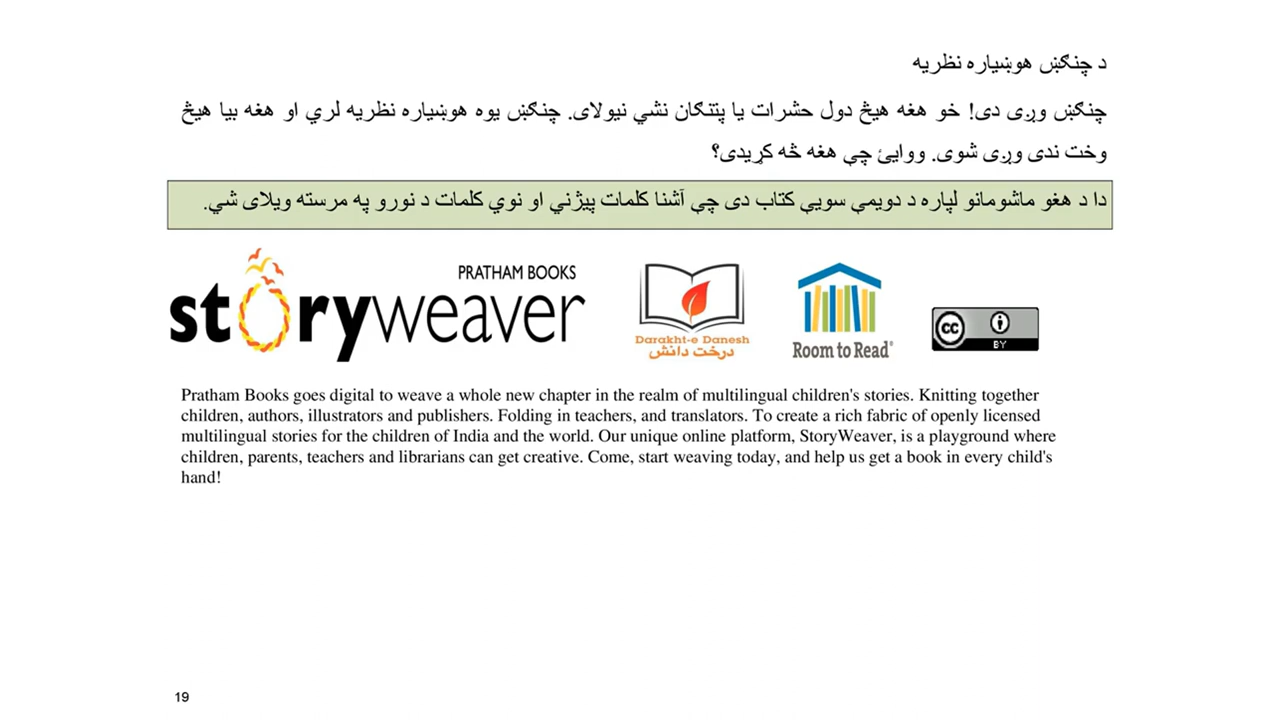 د چنګښ هوښیاره نظریه
چنګښ وږی دی! خو هغه هیڅ دول حشرات یا پتنګان نشي نیولای. چنګښ یوه هوښیاره نظریه لري او هغه بیا هیڅ
وخت ندی وږی شوی. ووایئ چې هغه څه کړیدی؟
دا د هغو ماشومانو لپاره د دویمې سویې کتاب دی چې آشنا کلمات پیژني او نوي کلمات د نورو په مرسته ویلای شي.
PRATHAM BOOKS
storyweaver
Darakht-e Danesh
درخت دانش
Room to Read®
cc
BY
Pratham Books goes digital to weave a whole new chapter in the realm of multilingual children's stories. Knitting together
children, authors, illustrators and publishers. Folding in teachers, and translators. To create a rich fabric of openly licensed
multilingual stories for the children of India and the world. Our unique online platform, StoryWeaver, is a playground where
children, parents, teachers and librarians can get creative. Come, start weaving today, and help us get a book in every child's
hand!
19